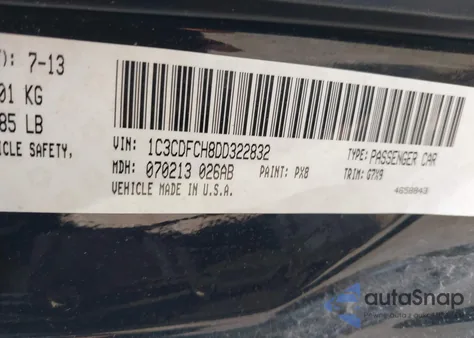 ): 7-13
01 KG
85 LB
ICLE SAFETY,
VIN: 1C3CDFCH8DD322832
TYPE: PASSENGER CAR
MDH: 070213 026AB
PAINT: PX8
TRIM: G7X9
VEHICLE MADE IN U.S.A.
autoSnap